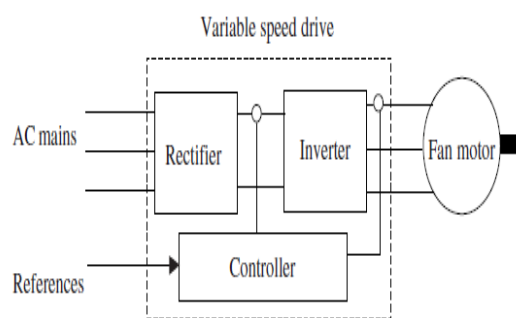 Variable speed drive
AC mains
Rectifier
Inverter
Fan motor
Controller
References